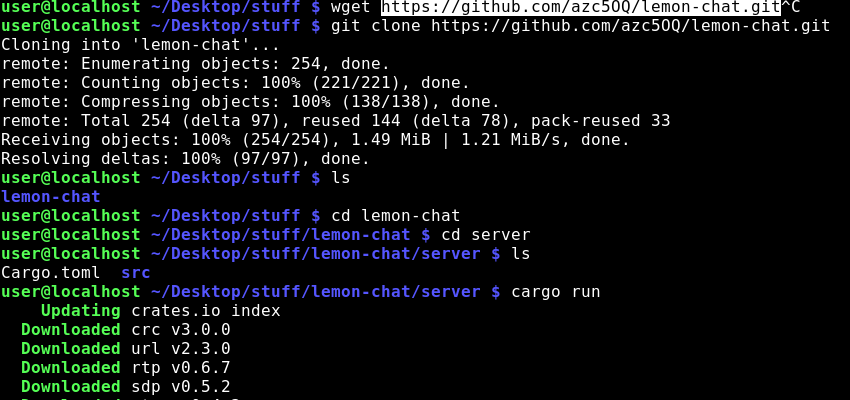 user@localhost ~/Desktop/stuff $ wget https://github.com/azc5OQ/lemon-chat.git^C
user@localhost ~/Desktop/stuff $ git clone https://github.com/azc5OQ/lemon-chat.git
Cloning into 'lemon-chat'...
remote: Enumerating objects: 254, done.
remote: Counting objects: 100% (221/221), done.
remote: Compressing objects: 100% (138/138), done.
remote: Total 254 (delta 97), reused 144 (delta 78), pack-reused 33
Receiving objects: 100% (254/254), 1.49 MiB | 1.21 MiB/s, done.
Resolving deltas: 100% (97/97), done.
user@localhost ~/Desktop/stuff $ ls
lemon-chat
user@localhost ~/Desktop/stuff $ cd lemon-chat
user@localhost ~/Desktop/stuff/lemon-chat $ cd server
user@localhost ~/Desktop/stuff/lemon-chat/server $ ls
Cargo.toml  src
user@localhost ~/Desktop/stuff/lemon-chat/server $ cargo run
    Updating crates.io index
  Downloaded crc v3.0.0
  Downloaded url v2.3.0
  Downloaded rtp v0.6.7
  Downloaded sdp v0.5.2